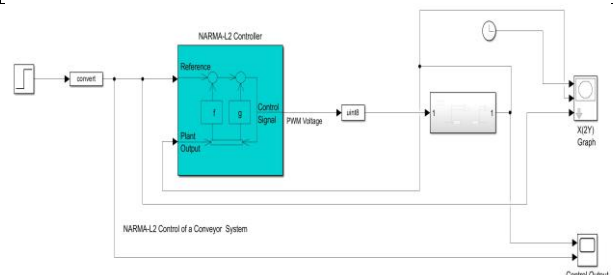 NARMA-L2 Controller
convert
Reference
f
g
Control
Signal
Plant
Output
PWM Voltage
uint8
1
1
X(2Y)
Graph
NARMA-L2 Control of a Conveyor System
Control Output